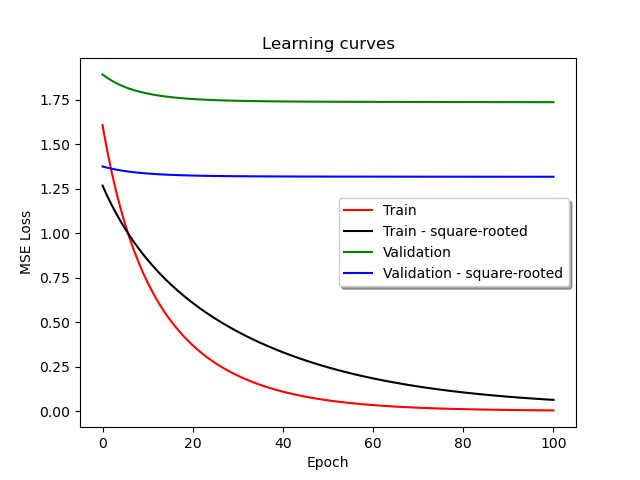 Learning curves
MSE Loss
1.75
1.50
1.25
1.00
0.75
0.50
0.25
0.00
Train
Train - square-rooted
Validation
Validation - square-rooted
0 20 40 60 80 100
Epoch